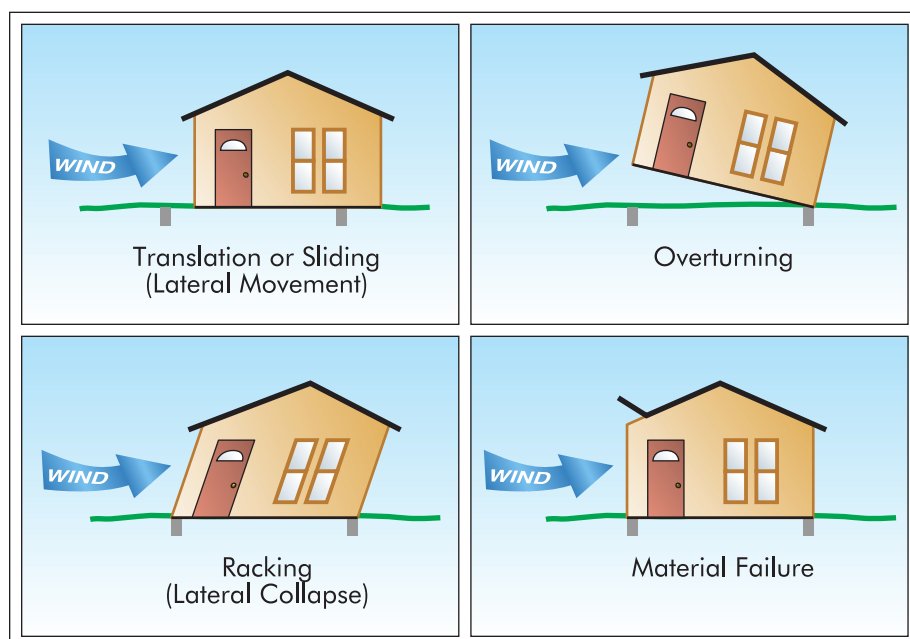 WIND
Translation or Sliding
(Lateral Movement)
WIND
Overturning
WIND
Racking
(Lateral Collapse)
WIND
Material Failure